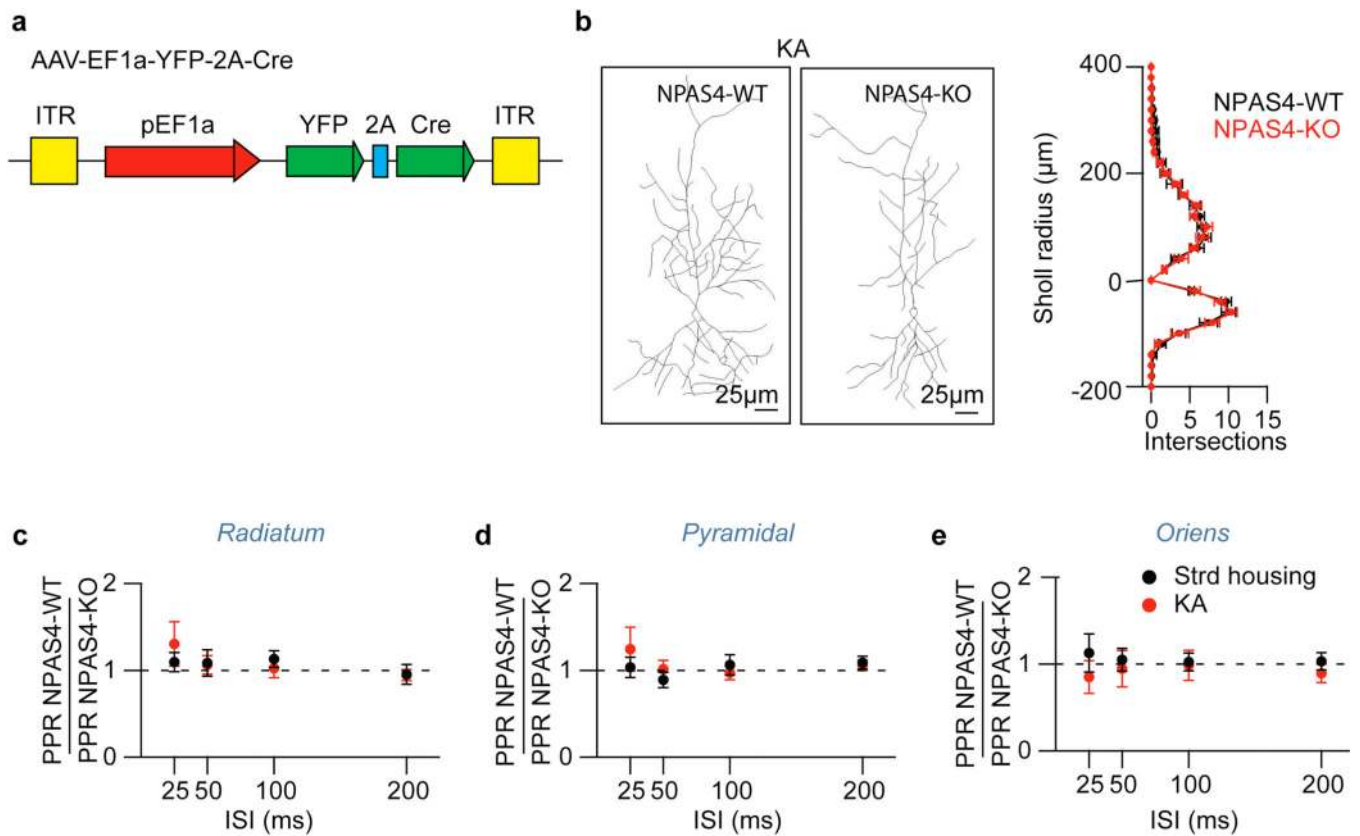 a
AAV-EF1a-YFP-2A-Cre
ITR pEF1a YFP 2A Cre ITR
b
KA
NPAS4-WT
25µm
NPAS4-KO
25µm
400
200
0
-200
Sholl radius (µm)
NPAS4-WT
NPAS4-KO
0 5 10 15
Intersections
c
Radiatum
PPR NPAS4-WT
PPR NPAS4-KO
2
1
0
25 50 100 200
ISI (ms)
d
Pyramidal
PPR NPAS4-WT
PPR NPAS4-KO
2
1
0
25 50 100 200
ISI (ms)
e
Oriens
PPR NPAS4-WT
PPR NPAS4-KO
2
1
0
Strd housing
KA
25 50 100 200
ISI (ms)